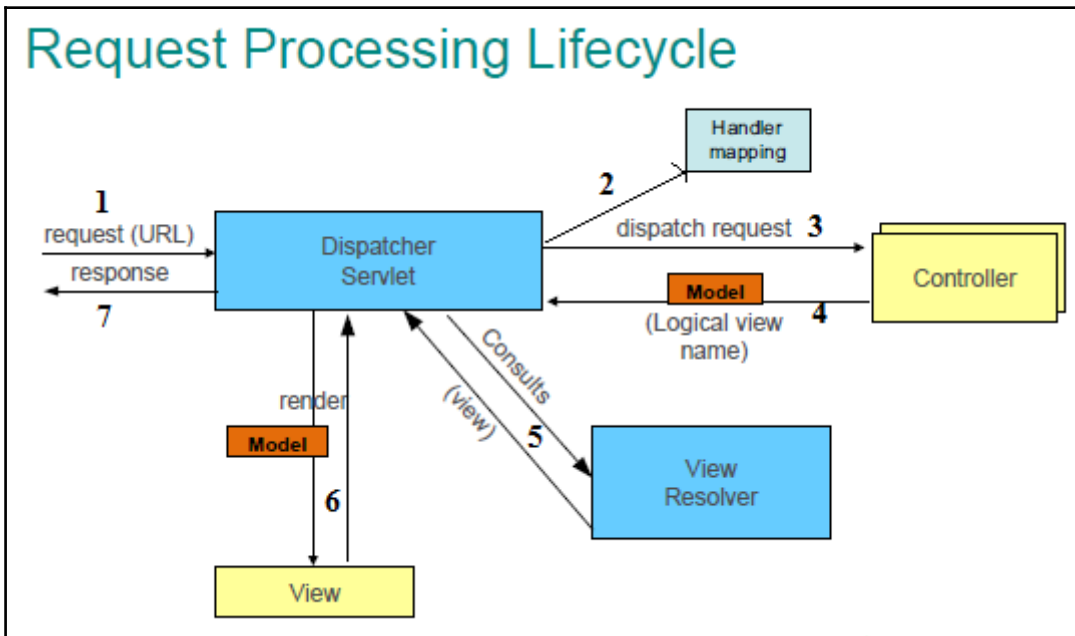 Request Processing Lifecycle
Handler
mapping
1
2
request (URL)
Dispatcher
Servlet
dispatch request 3
Controller
response
7
Model
4
(Logical view
name)
Consults
(view)
5
render
Model
6
View
Resolver
View